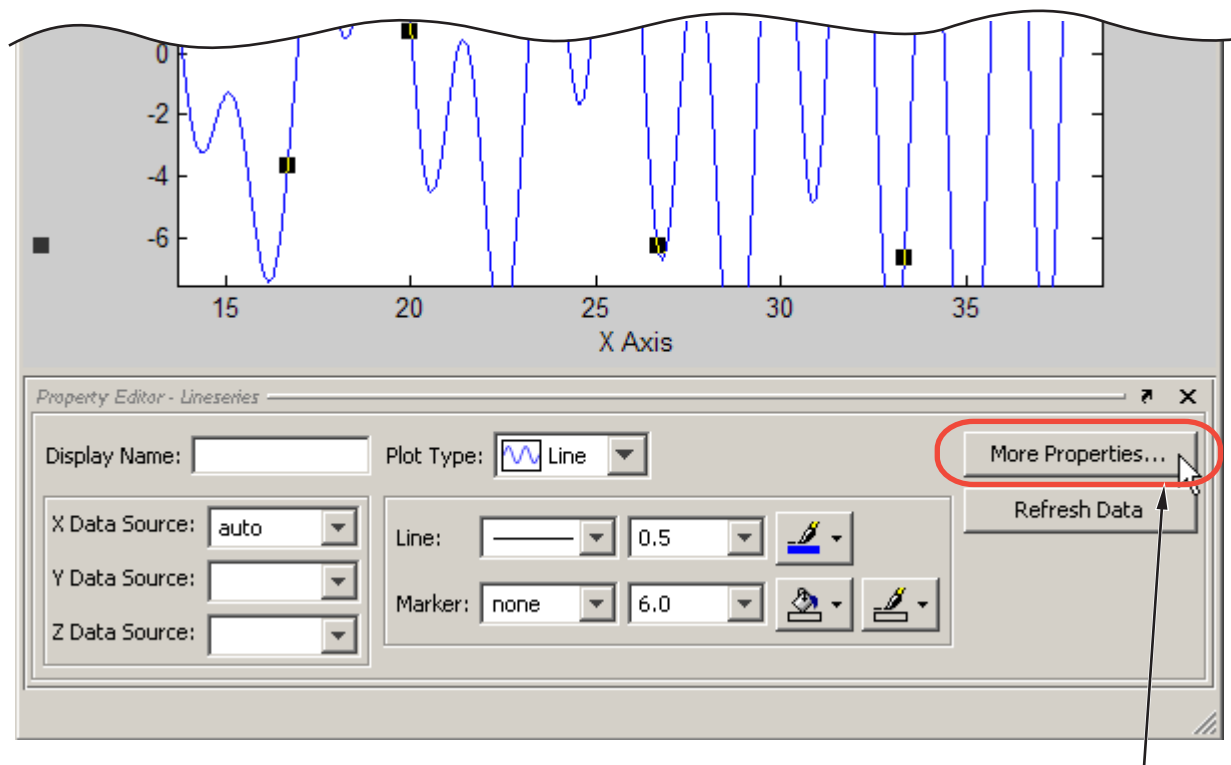 0
-2
-4
-6
15 20 25 30 35
X Axis
Property Editor - Lineseries
Display Name:
Plot Type: Line
More Properties...
Refresh Data
X Data Source: auto
Y Data Source:
Z Data Source:
Line: 0.5
Marker: none 6.0